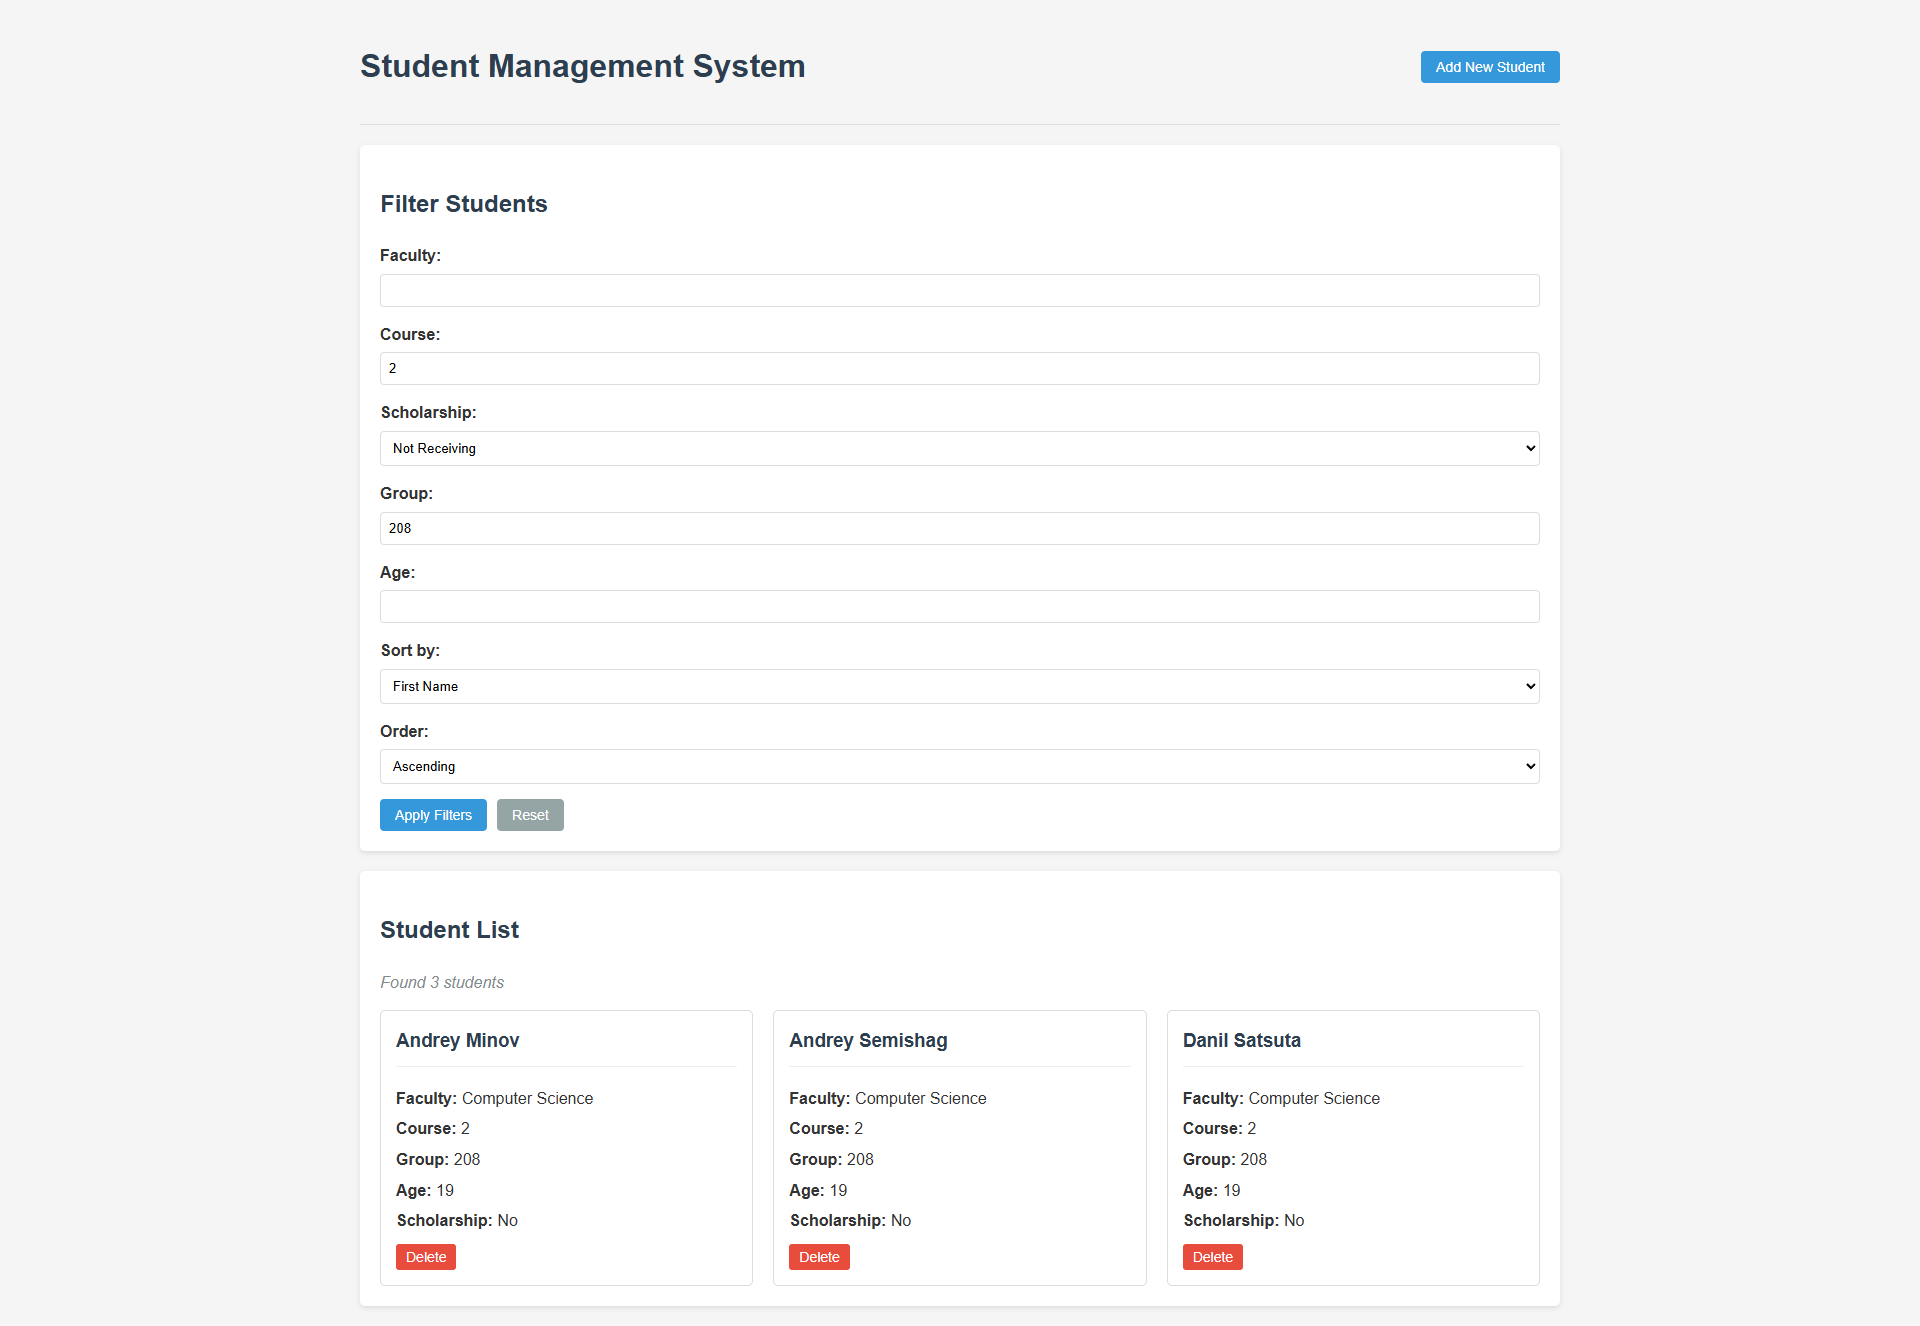 Student Management System
Add New Student
Filter Students
Faculty:
Course:
2
Scholarship:
Not Receiving
Group:
208
Age:
Sort by:
First Name
Order:
Ascending
Apply Filters
Reset
Student List
Found 3 students
Andrey Minov
Faculty: Computer Science
Course: 2
Group: 208
Age: 19
Scholarship: No
Delete
Andrey Semishag
Faculty: Computer Science
Course: 2
Group: 208
Age: 19
Scholarship: No
Delete
Danil Satsuta
Faculty: Computer Science
Course: 2
Group: 208
Age: 19
Scholarship: No
Delete